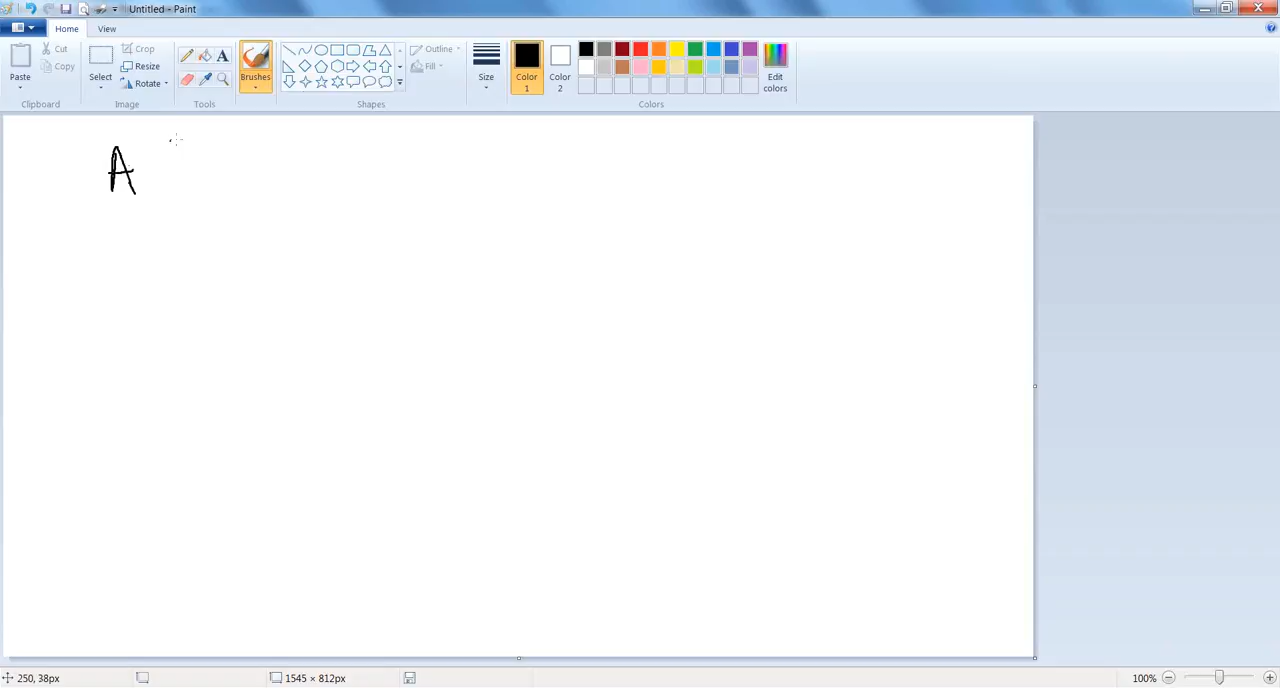 Untitled - Paint
Home View
Paste
Cut
Copy
Clipboard
Select
Crop
Resize
Rotate
Image
Tools
Brushes
Shapes
Outline
Fill
Size
Color 1
Color 2
Edit colors
Colors
A
250, 38px
1545 × 812px
100%